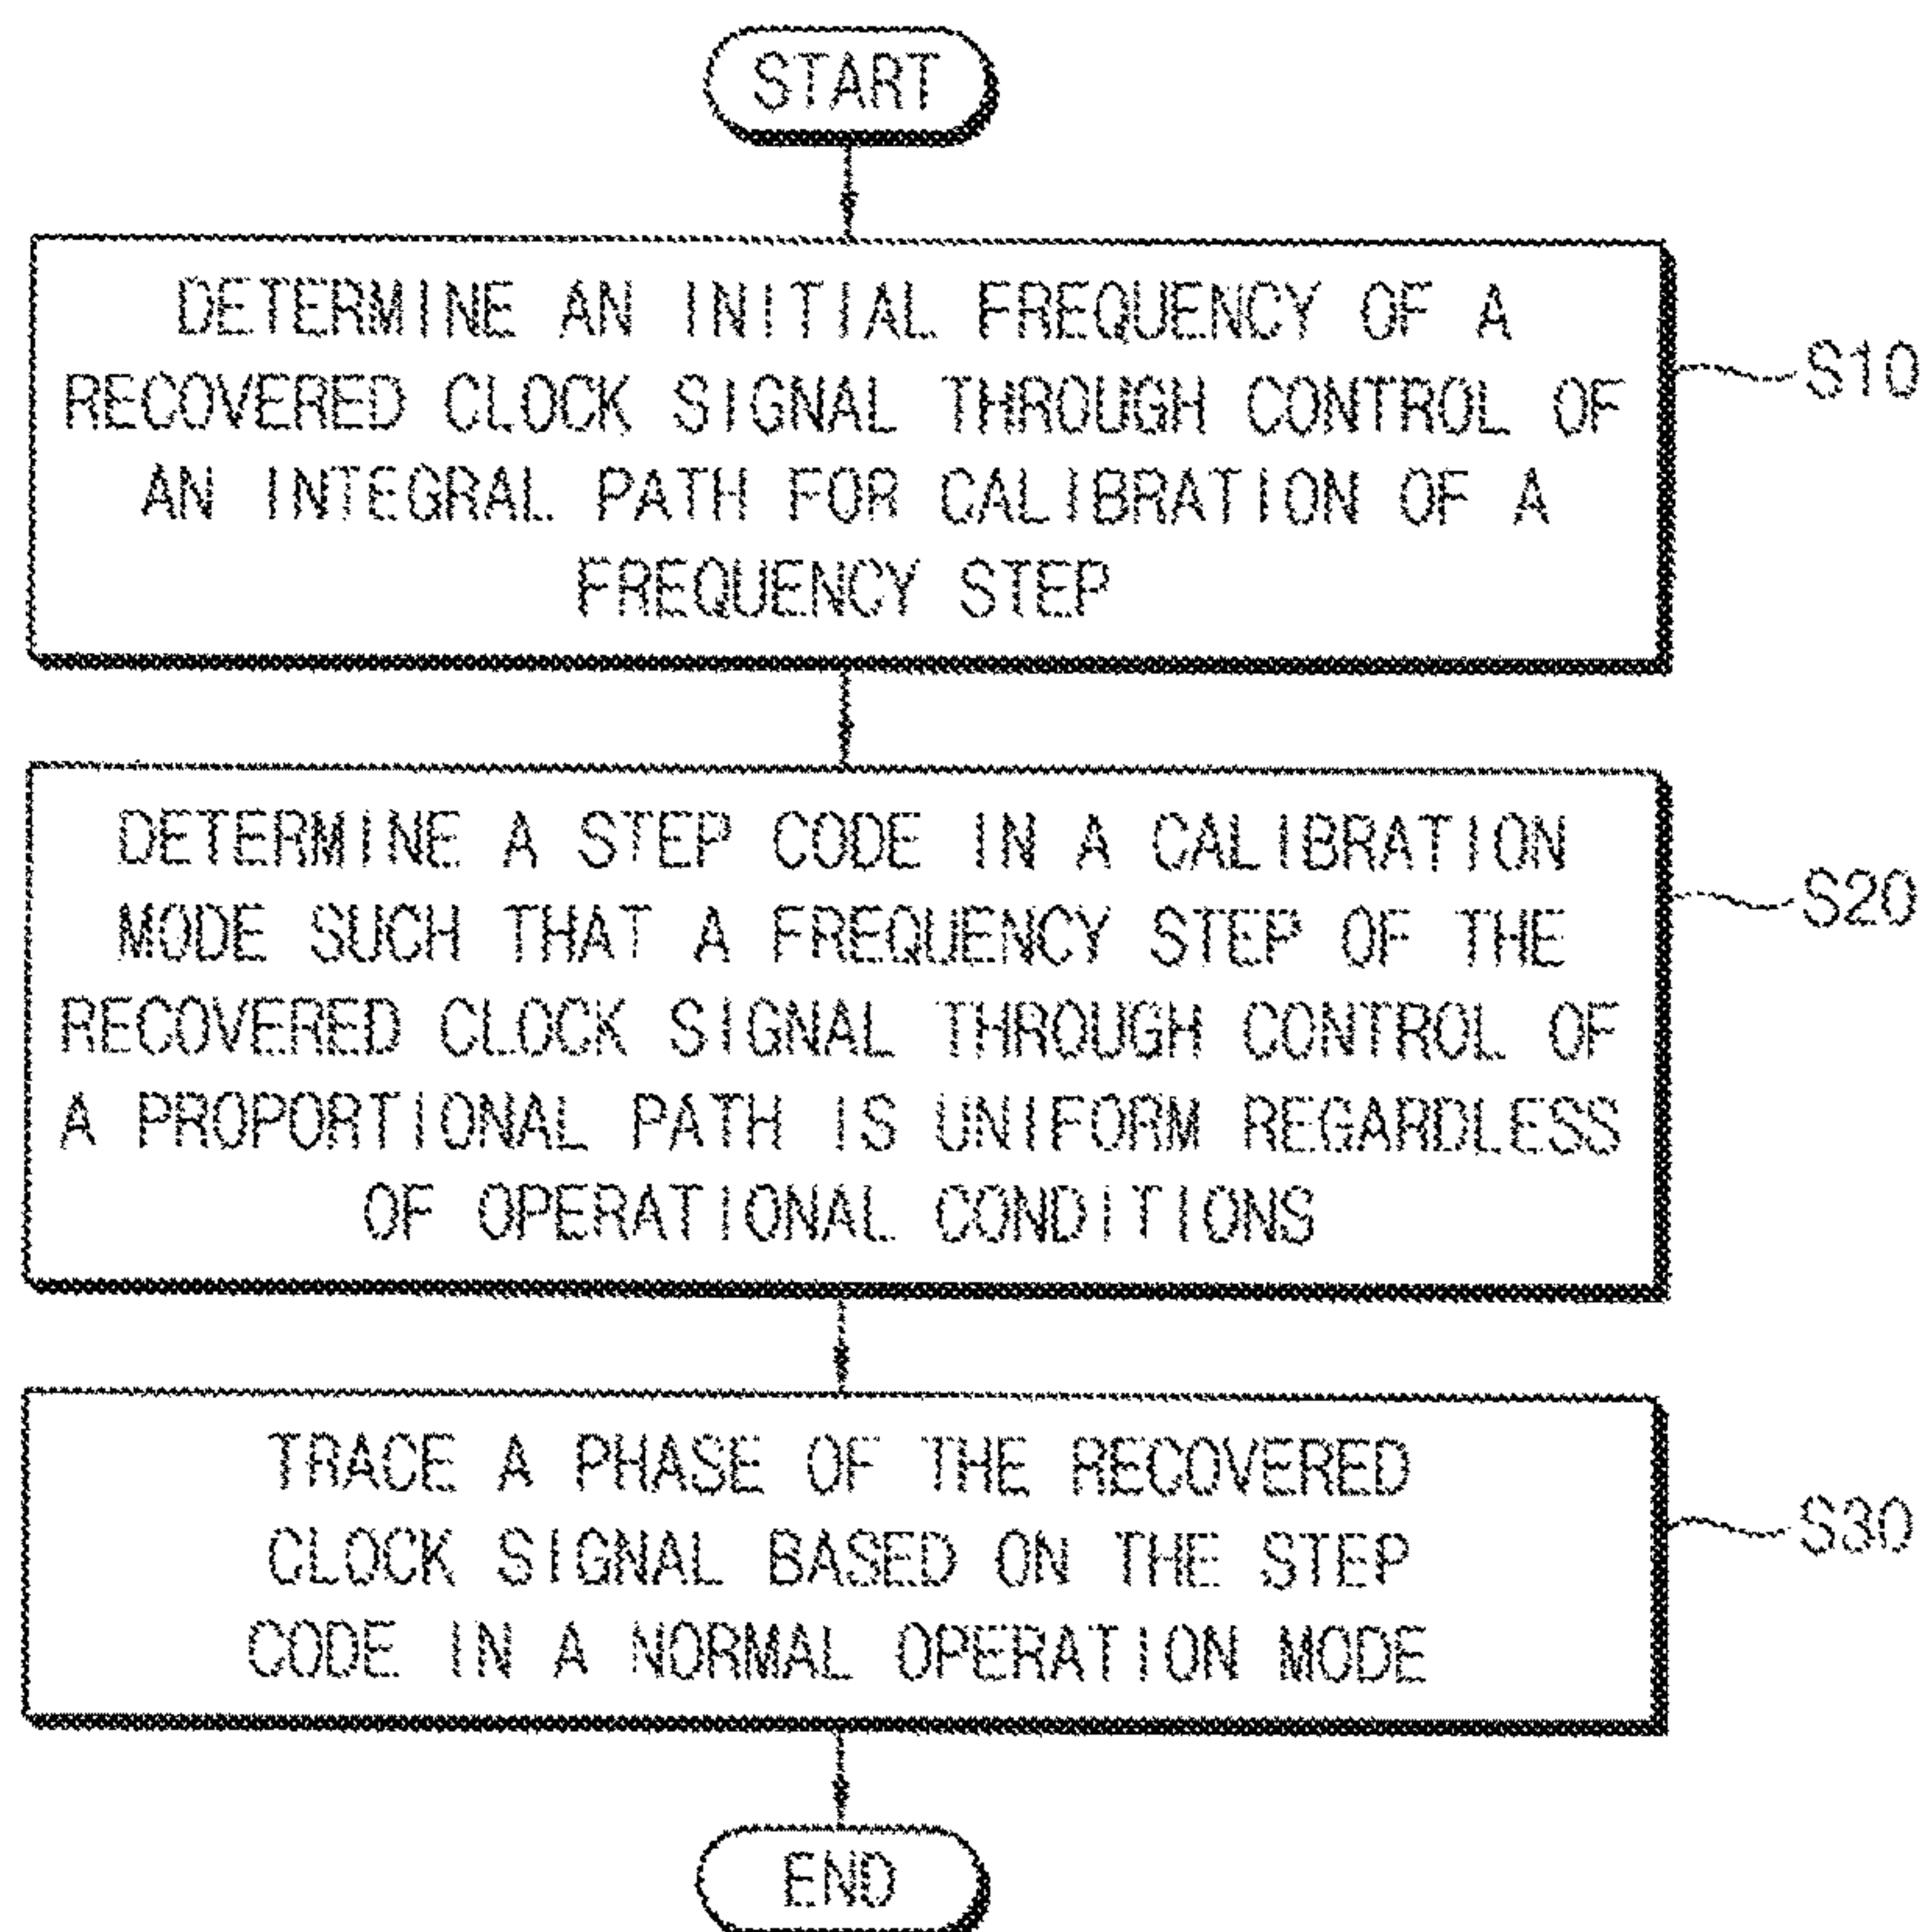 START
DETERMINE AN INITIAL FREQUENCY OF A
RECOVERED CLOCK SIGNAL THROUGH CONTROL OF
AN INTEGRAL PATH FOR CALIBRATION OF A
FREQUENCY STEP
S10
DETERMINE A STEP CODE IN A CALIBRATION
MODE SUCH THAT A FREQUENCY STEP OF THE
RECOVERED CLOCK SIGNAL THROUGH CONTROL OF
A PROPORTIONAL PATH IS UNIFORM REGARDLESS
OF OPERATIONAL CONDITIONS
S20
TRACE A PHASE OF THE RECOVERED
CLOCK SIGNAL BASED ON THE STEP
CODE IN A NORMAL OPERATION MODE
S30
END